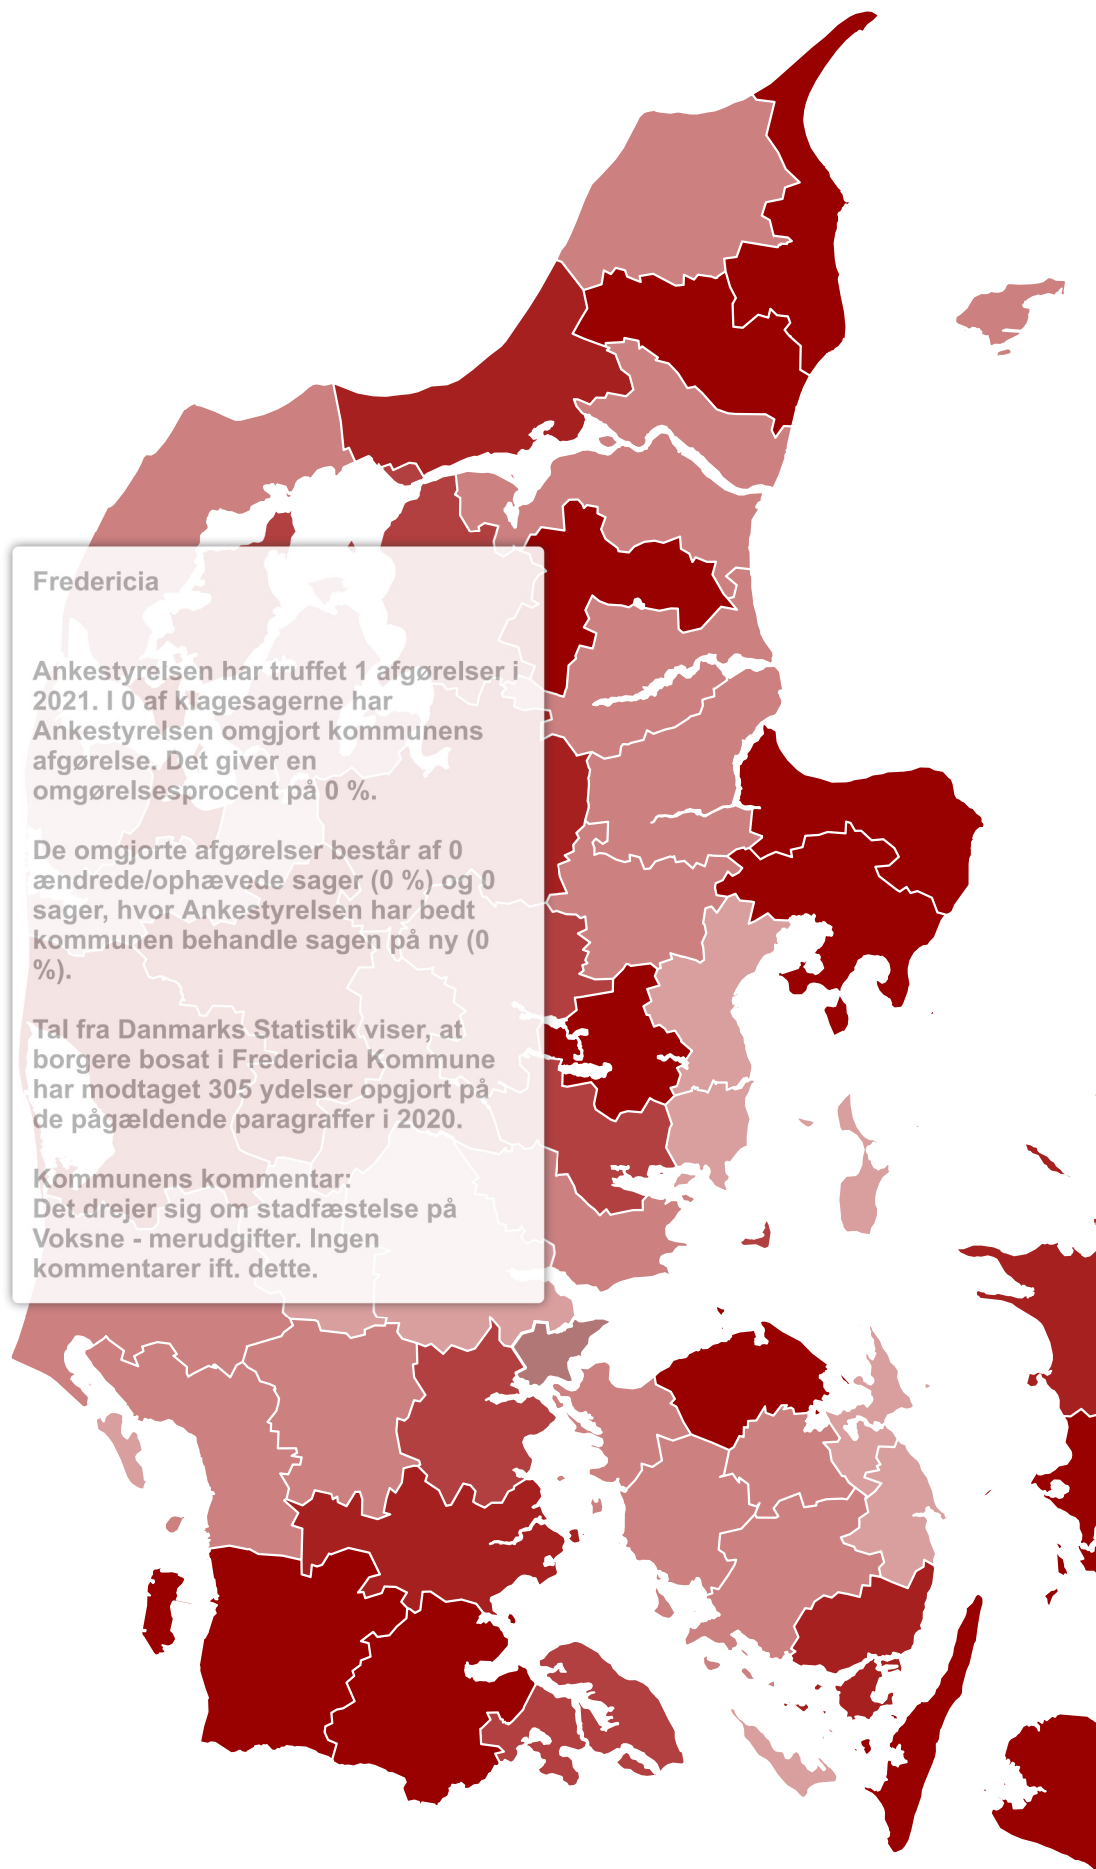 Fredericia
Ankestyrelsen har truffet 1 afgørelser i
2021. I 0 af klagesagerne har
Ankestyrelsen omgjort kommunens
afgørelse. Det giver en
omgørelsesprocent på 0 %.
De omgjorte afgørelser består af 0
ændrede/ophævede sager (0 %) og 0
sager, hvor Ankestyrelsen har bedt
kommunen behandle sagen på ny (0
%).
Tal fra Danmarks Statistik viser, at
borgere bosat i Fredericia Kommune
har modtaget 305 ydelser opgjort på
de pågældende paragraffer i 2020.
Kommunens kommentar:
Det drejer sig om stadfæstelse på
Voksne - merudgifter. Ingen
kommentarer ift. dette.